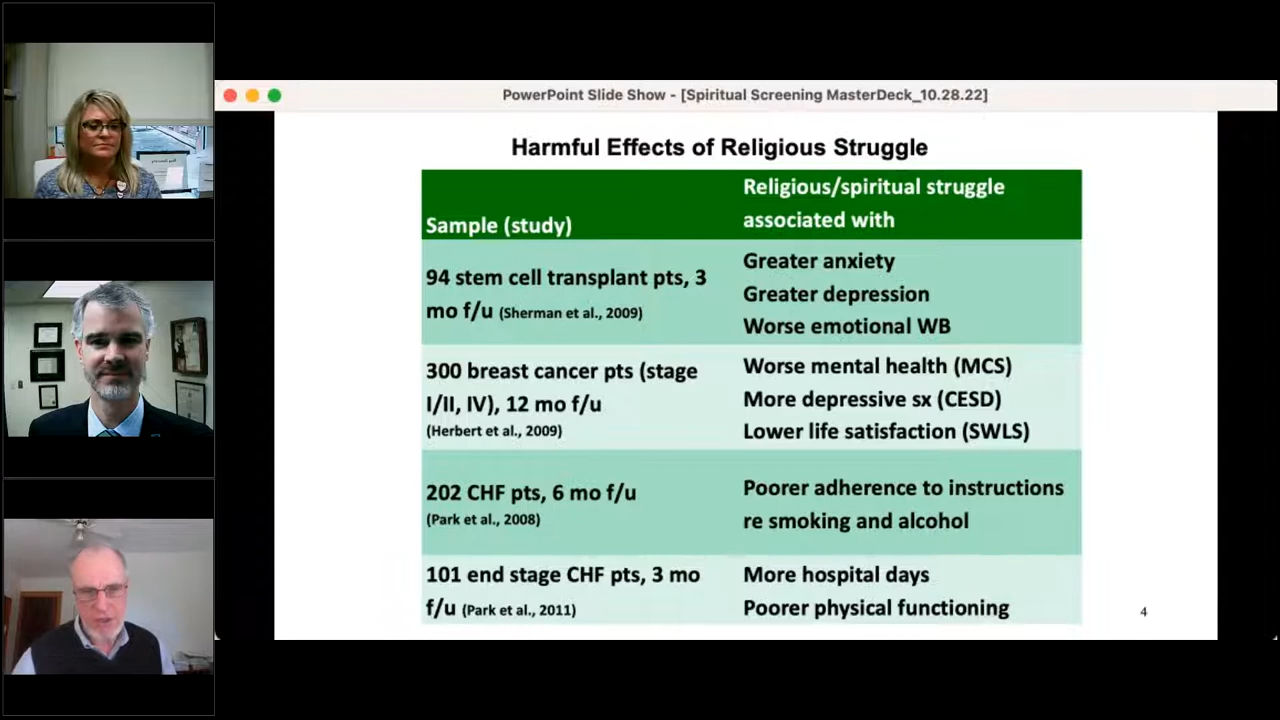 PowerPoint Slide Show - [Spiritual Screening MasterDeck_10.28.22]
Harmful Effects of Religious Struggle
Sample (study)
Religious/spiritual struggle
associated with
94 stem cell transplant pts, 3
mo f/u (Sherman et al., 2009)
Greater anxiety
Greater depression
Worse emotional WB
300 breast cancer pts (stage
I/II, IV), 12 mo f/u
(Herbert et al., 2009)
Worse mental health (MCS)
More depressive sx (CESD)
Lower life satisfaction (SWLS)
202 CHF pts, 6 mo f/u
(Park et al., 2008)
Poorer adherence to instructions
re smoking and alcohol
101 end stage CHF pts, 3 mo
f/u (Park et al., 2011)
More hospital days
Poorer physical functioning
4